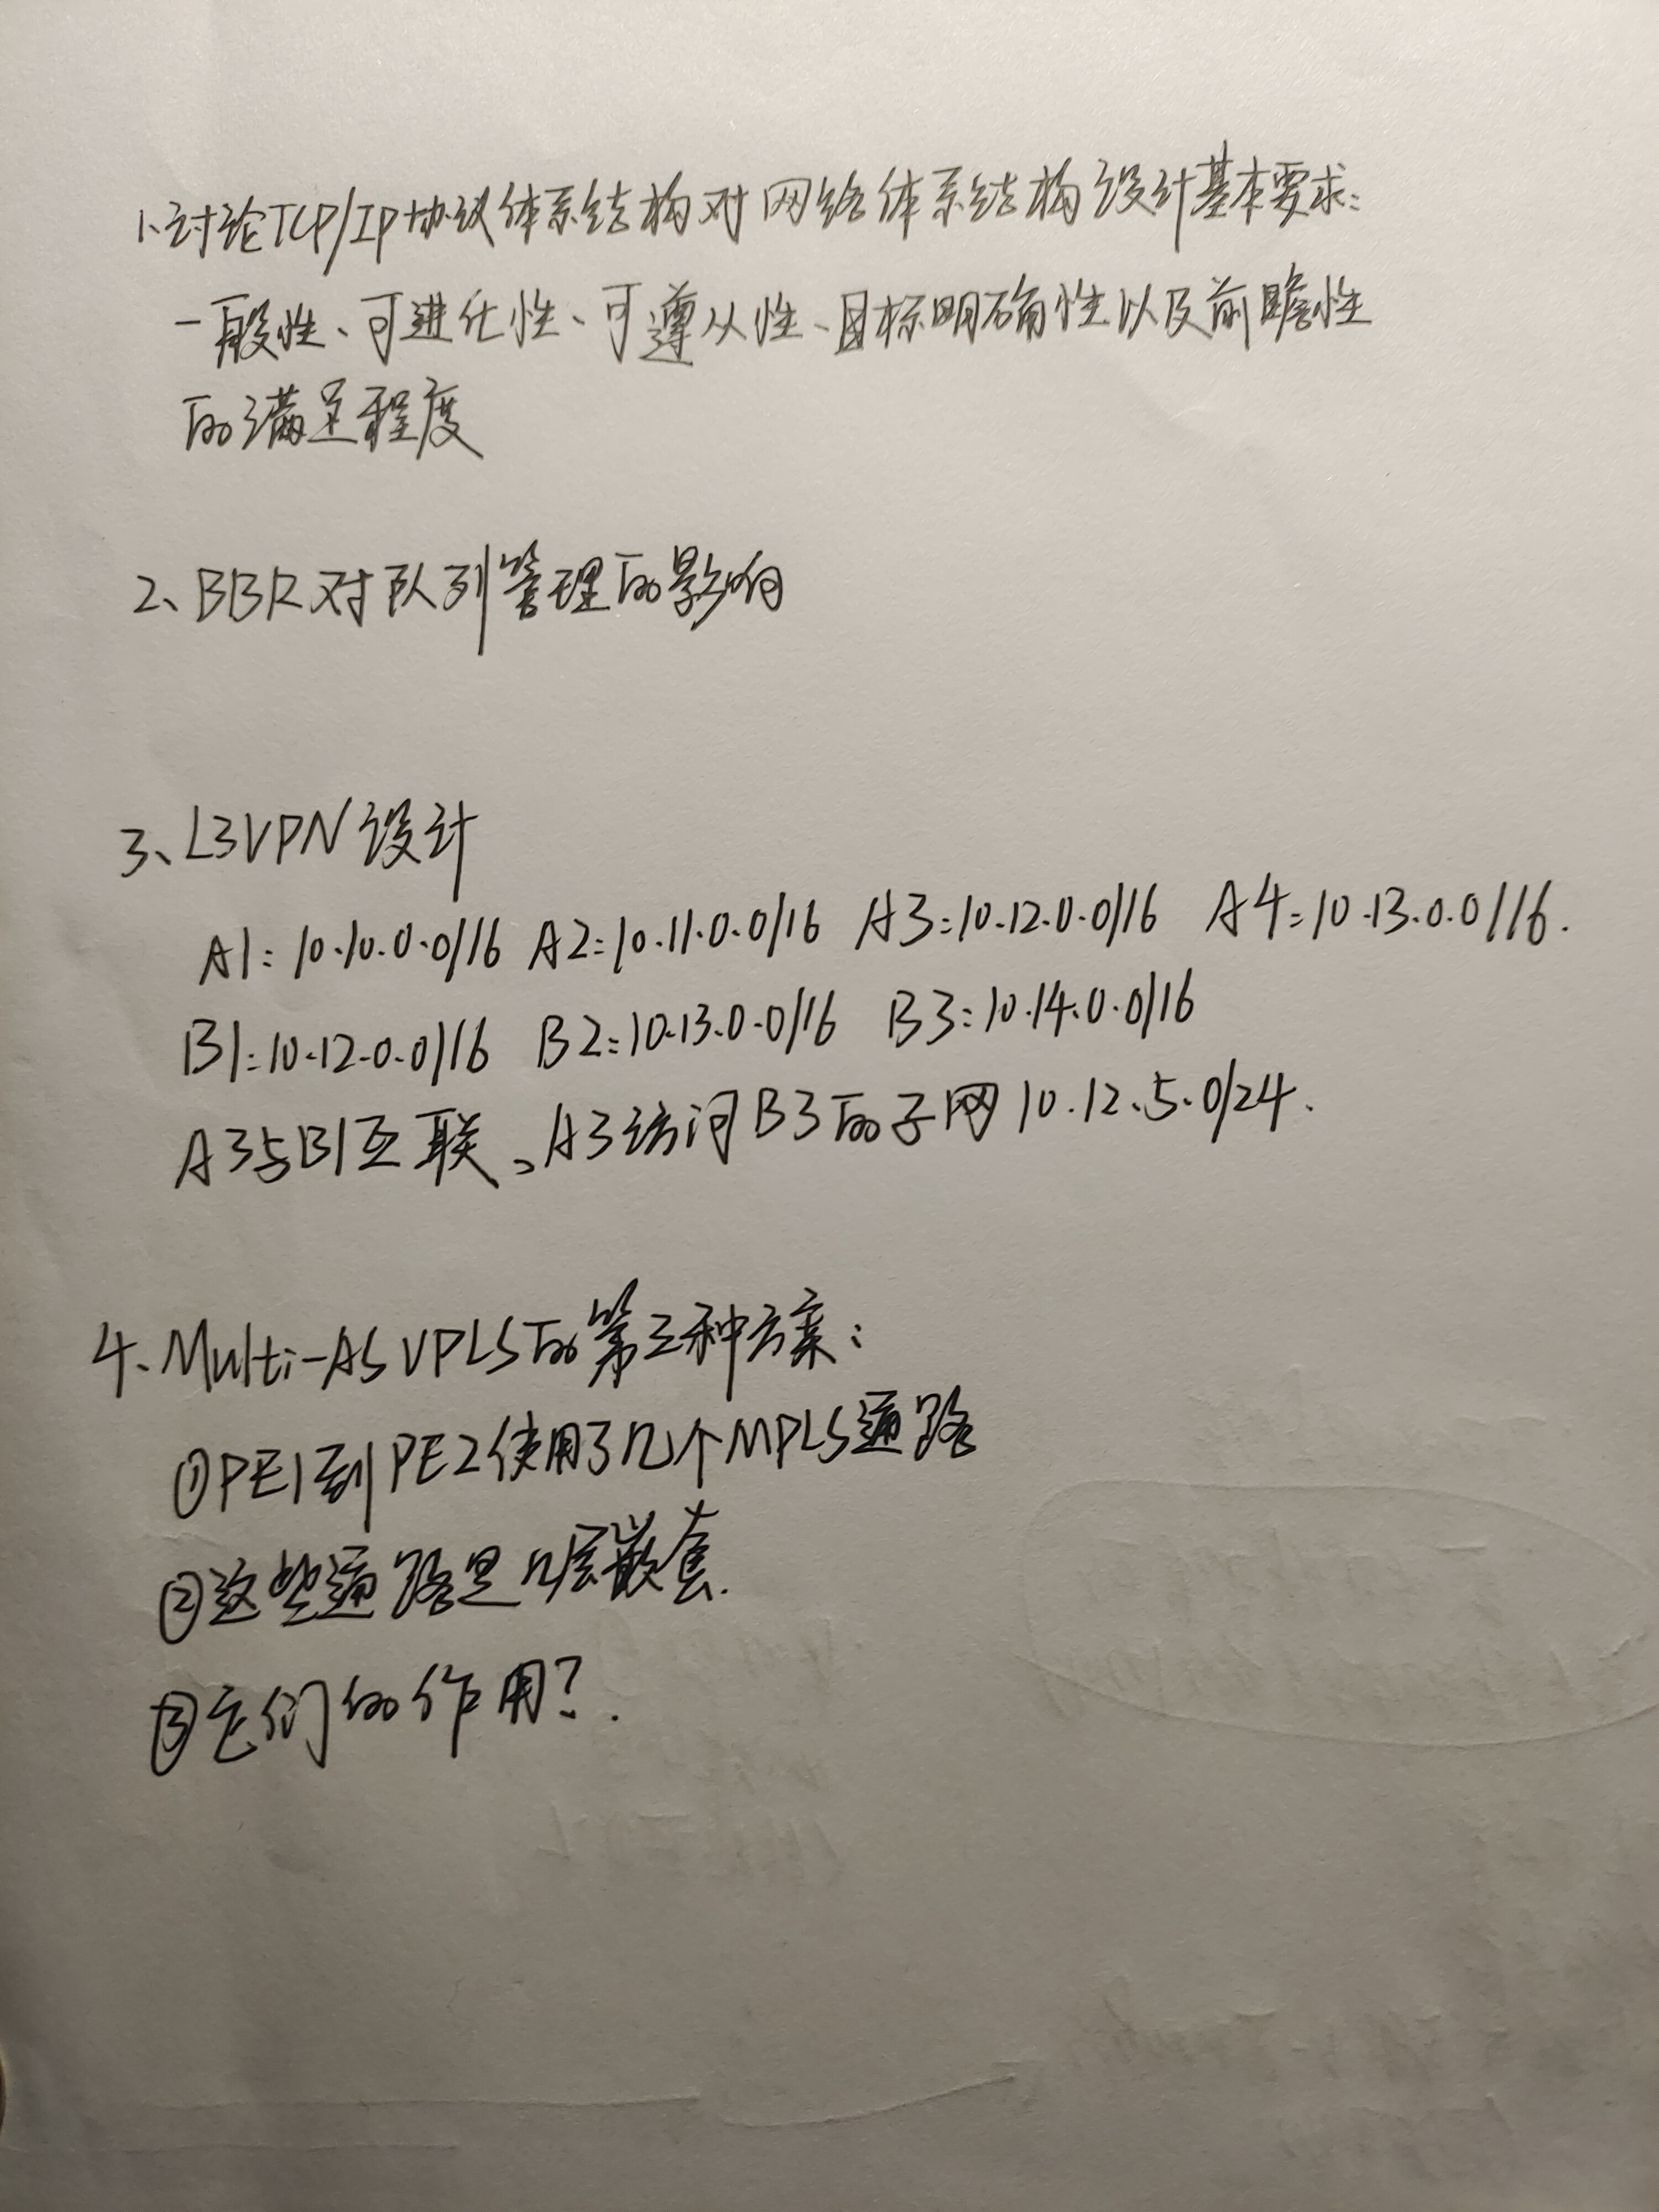 1、讨论TCP/IP协议体系结构对网络体系结构设计基本要求:
一般性、可进化性、可遵从性、目标明确性以及前瞻性
的满足程度
2、BBR对队列管理的影响
3、L3VPN设计
A1:10.10.0.0/16 A2:10.11.0.0/16 A3:10.12.0.0/16 A4:10.13.0.0/16.
B1:10.12.0.0/16 B2:10.13.0.0/16 B3:10.14.0.0/16
A3与B1互联、A3访问B3的子网10.12.5.0/24.
4、Multi-AS VPLS的第三种方案:
①PE1到PE2使用了几个MPLS通路
②这些通路是几层嵌套.
③它们的作用?.